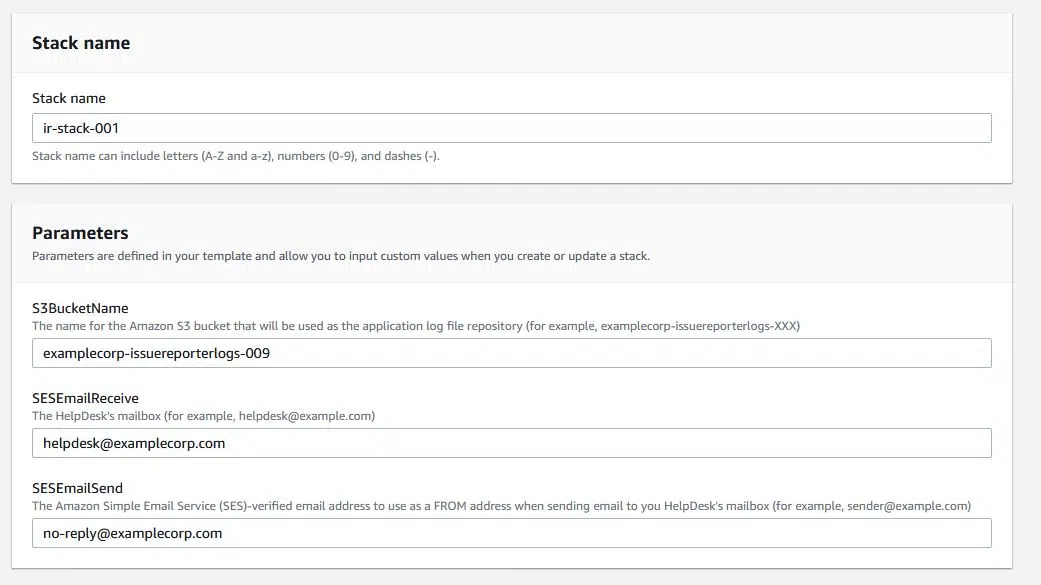 Stack name
Stack name
ir-stack-001
Stack name can include letters (A-Z and a-z), numbers (0-9), and dashes (-).
Parameters
Parameters are defined in your template and allow you to input custom values when you create or update a stack.
S3BucketName
The name for the Amazon S3 bucket that will be used as the application log file repository (for example, examplecorp-issuereporterlogs-XXX)
examplecorp-issuereporterlogs-009
SESEmailReceive
The HelpDesk's mailbox (for example, helpdesk@example.com)
helpdesk@examplecorp.com
SESEmailSend
The Amazon Simple Email Service (SES)-verified email address to use as a FROM address when sending email to you HelpDesk's mailbox (for example, sender@example.com)
no-reply@examplecorp.com